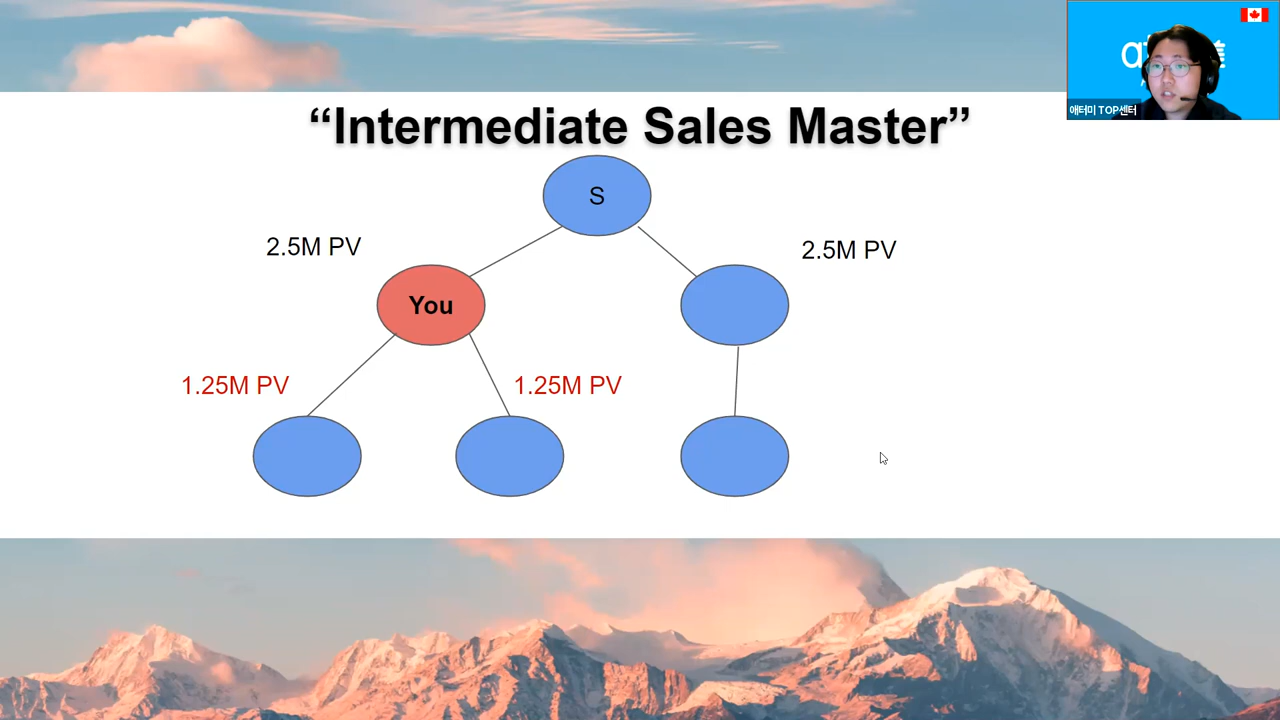 “Intermediate Sales Master”
애터미 TOP센터
S
2.5M PV
2.5M PV
You
1.25M PV
1.25M PV